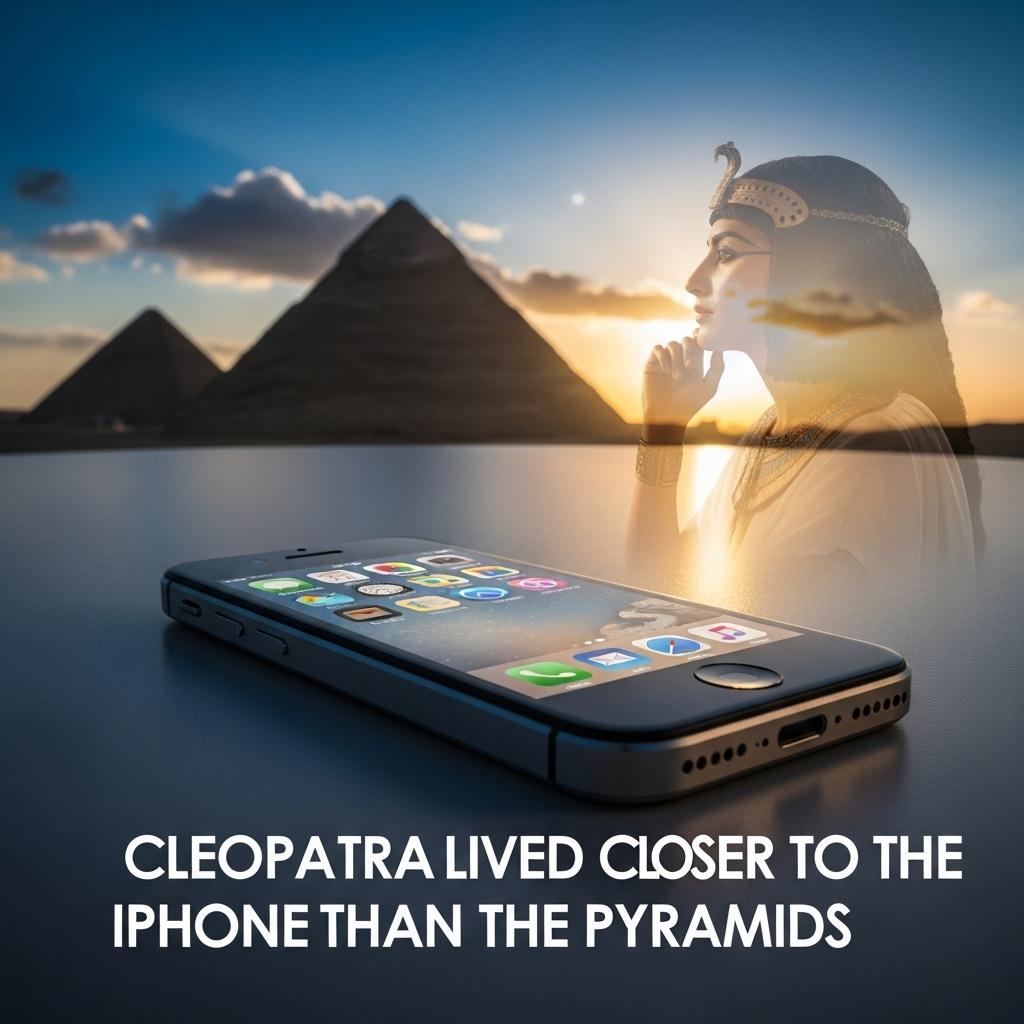 CLEOPATRA LIVED CLOSER TO THE
IPHONE THAN THE PYRAMIDS